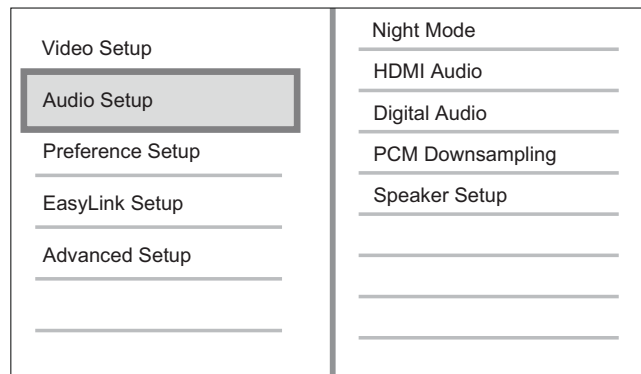 Video Setup
Audio Setup
Preference Setup
EasyLink Setup
Advanced Setup
Night Mode
HDMI Audio
Digital Audio
PCM Downsampling
Speaker Setup